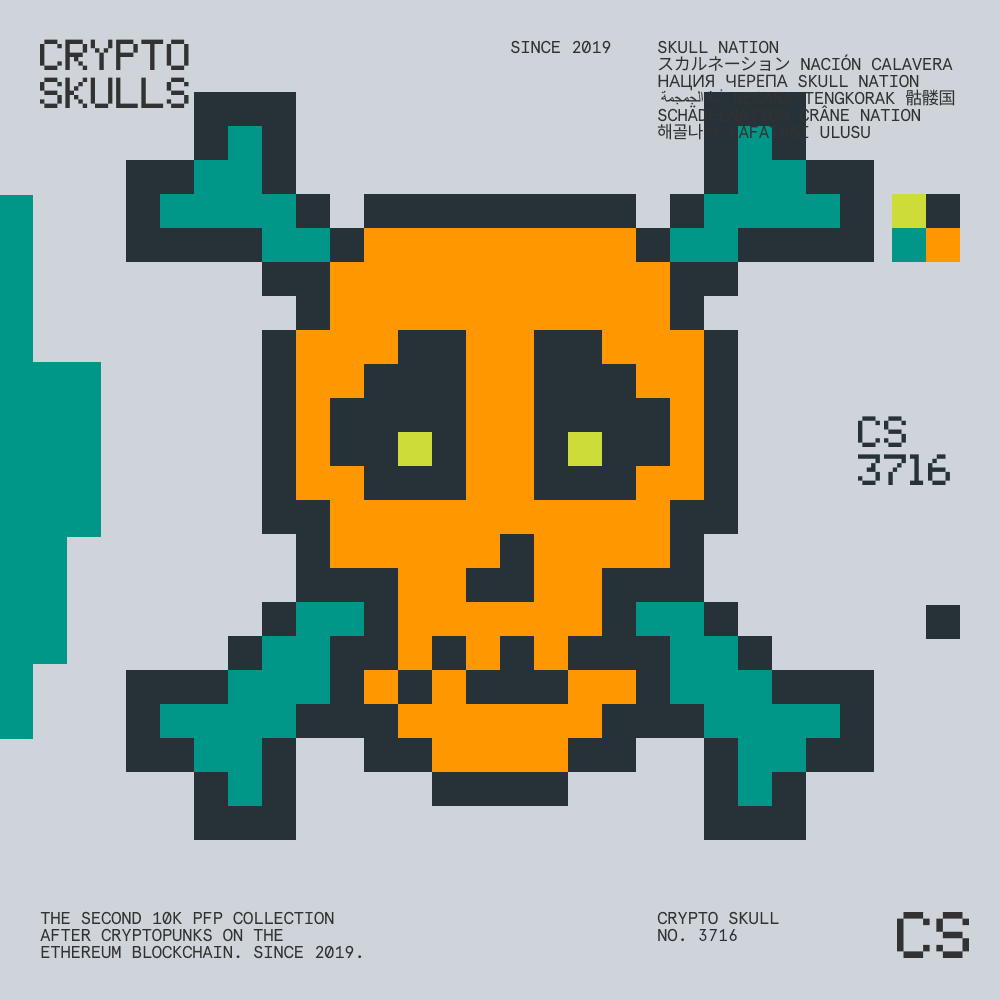 CRYPTO
SKULLS
SINCE 2019
SKULL NATION
スカルネーション NACIÓN CALAVERA
НАЦИЯ ЧЕРЕПА SKULL NATION
الجمجمة TENGKORAK 骷髅国
CRÂNE NATION
해골나 KAFATASI ULUSU
CS
3716
THE SECOND 10K PFP COLLECTION
AFTER CRYPTOPUNKS ON THE
ETHEREUM BLOCKCHAIN. SINCE 2019.
CRYPTO SKULL
NO. 3716
CS